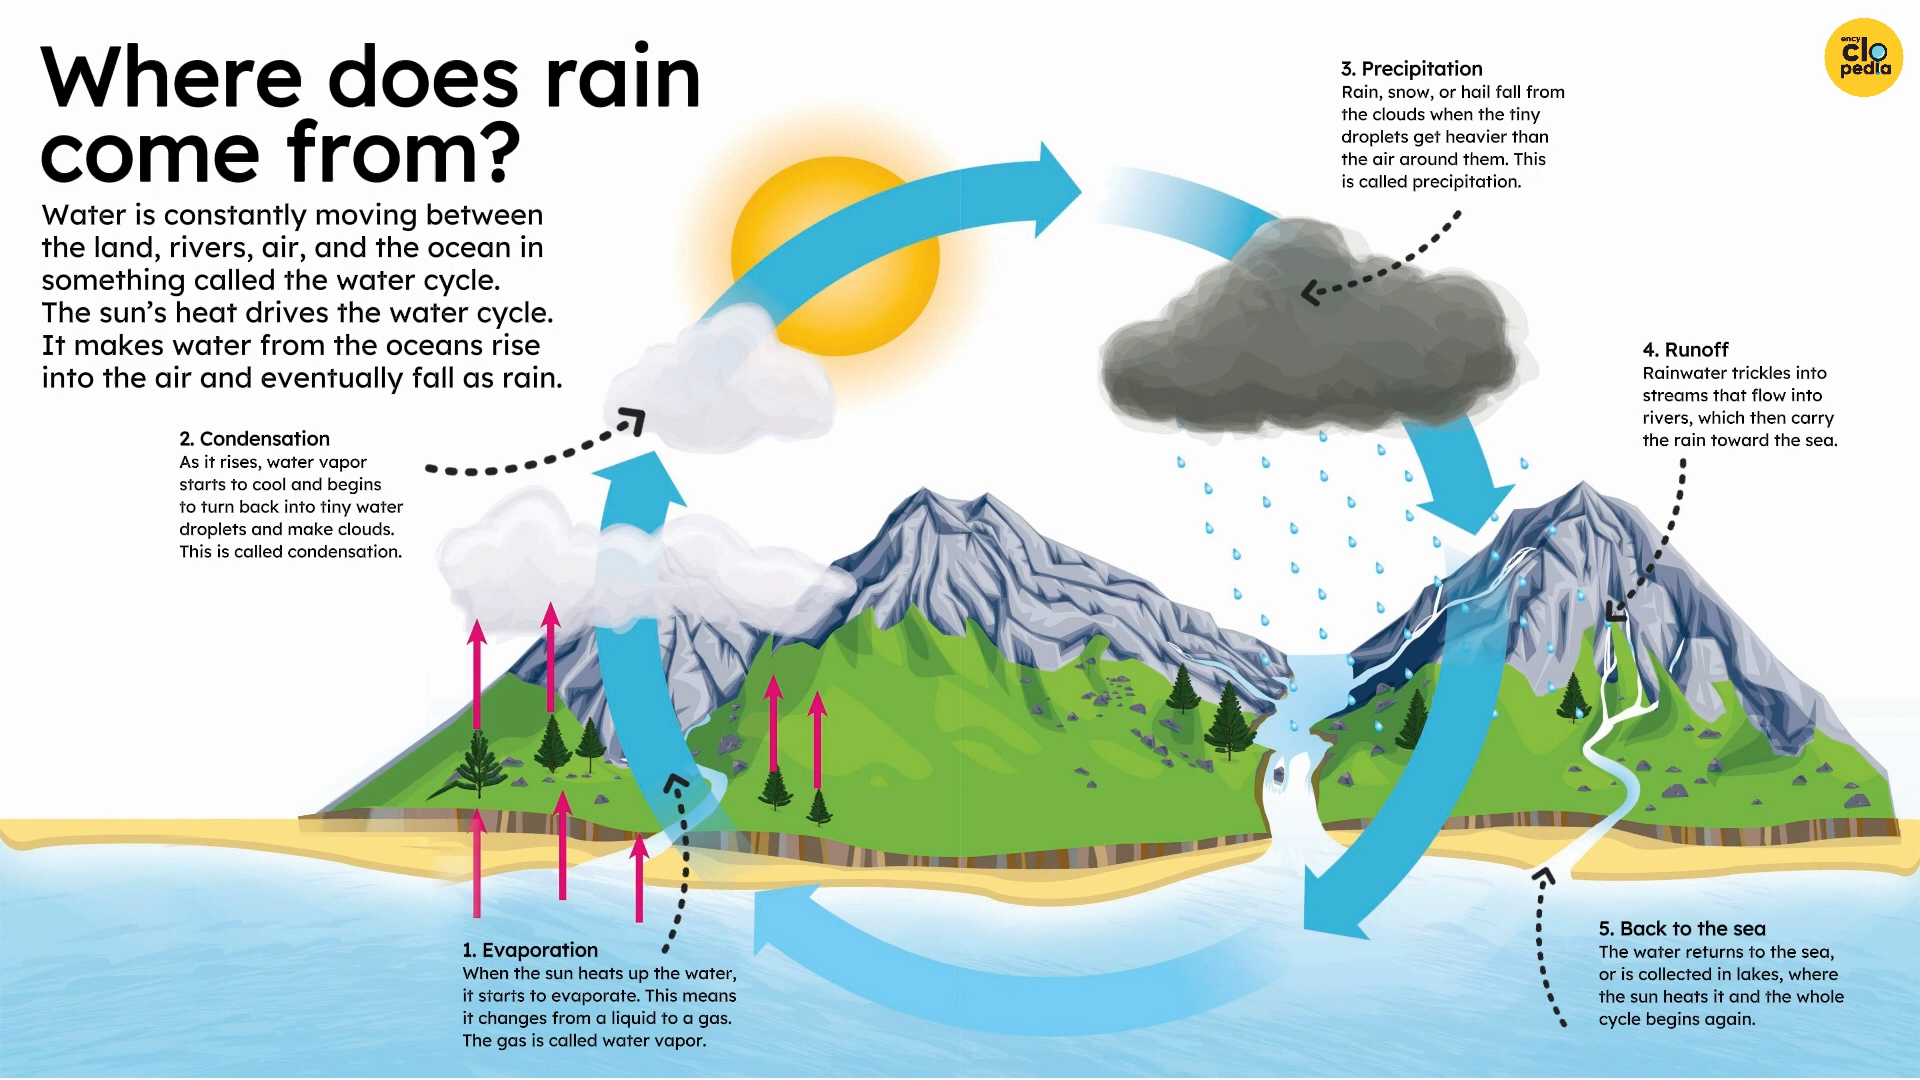 Where does rain
come from?
Water is constantly moving between
the land, rivers, air, and the ocean in
something called the water cycle.
The sun’s heat drives the water cycle.
It makes water from the oceans rise
into the air and eventually fall as rain.
ency
clo
pedia
3. Precipitation
Rain, snow, or hail fall from
the clouds when the tiny
droplets get heavier than
the air around them. This
is called precipitation.
4. Runoff
Rainwater trickles into
streams that flow into
rivers, which then carry
the rain toward the sea.
2. Condensation
As it rises, water vapor
starts to cool and begins
to turn back into tiny water
droplets and make clouds.
This is called condensation.
1. Evaporation
When the sun heats up the water,
it starts to evaporate. This means
it changes from a liquid to a gas.
The gas is called water vapor.
5. Back to the sea
The water returns to the sea,
or is collected in lakes, where
the sun heats it and the whole
cycle begins again.